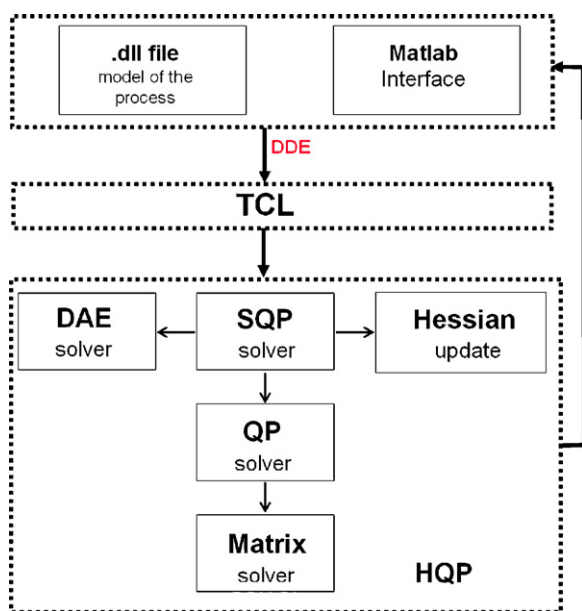 .dll file
model of the
process
Matlab
Interface
DDE
TCL
DAE
solver
SQP
solver
Hessian
update
QP
solver
Matrix
solver
HQP